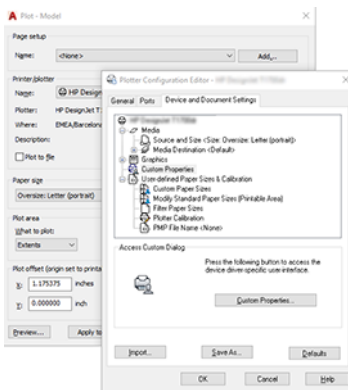 Plot - Model
Page setup
Name:
<None>
Add...
Printer/plotter
Name:
HP Design
Plotter:
HP DesignJet T
Where:
EMEA/Barcelon
Description:
Plot to file
Paper size
Oversize: Letter (portrait)
Plot area
What to plot:
Extents
Plot offset (origin set to printa
X:
1.175375
inches
Y:
0.000000
inch
Preview...
Apply to
Plotter Configuration Editor -
General
Ports
Device and Document Settings
Media
Source and Size <Size: Oversize: Letter (portrait)>
Media Destination <Default>
Graphics
Custom Properties
User-defined Paper Sizes & Calibration
Custom Paper Sizes
Modify Standard Paper Sizes (Printable Area)
Filter Paper Sizes
Plotter Calibration
PMP File Name <None>
Access Custom Dialog
Press the following button to access the
device driver-specific user interface.
Custom Properties...
Import...
Save As...
Defaults
OK
Cancel
Help